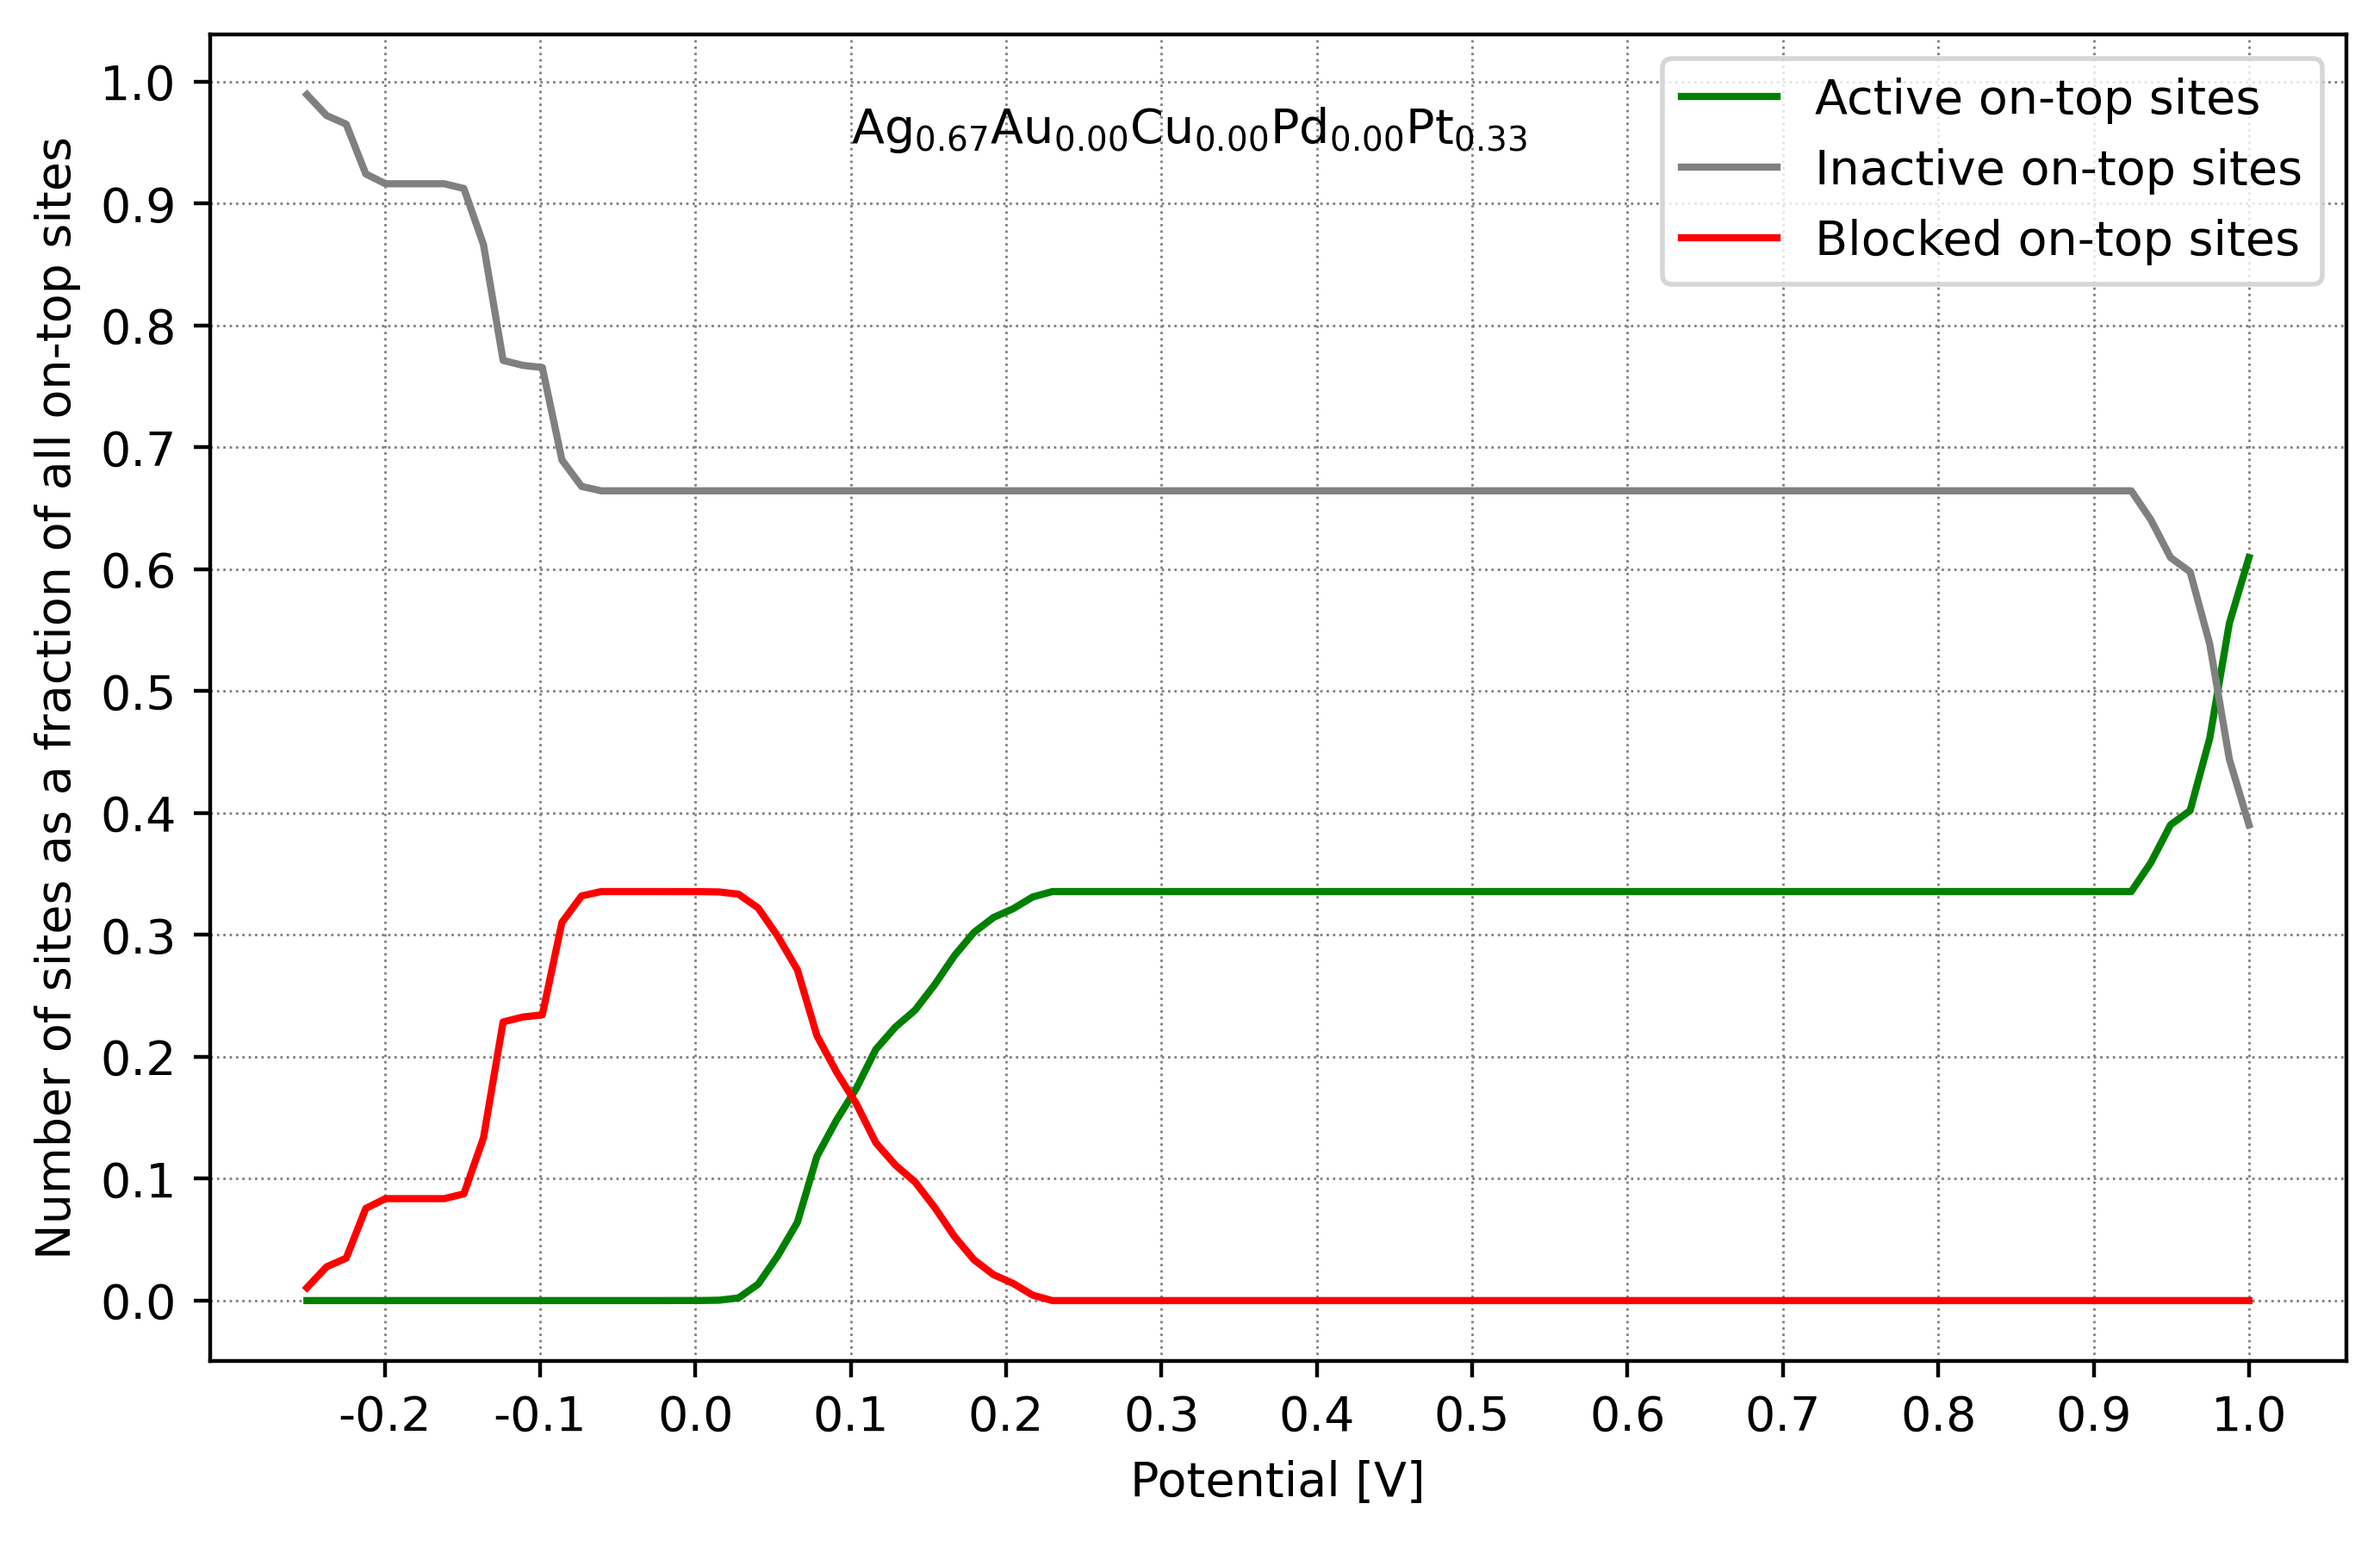 Ag0.67Au0.00Cu0.00Pd0.00Pt0.33
Active on-top sites
Inactive on-top sites
Blocked on-top sites
Number of sites as a fraction of all on-top sites
1.0
0.9
0.8
0.7
0.6
0.5
0.4
0.3
0.2
0.1
0.0
-0.2 -0.1 0.0 0.1 0.2 0.3 0.4 0.5 0.6 0.7 0.8 0.9 1.0
Potential [V]